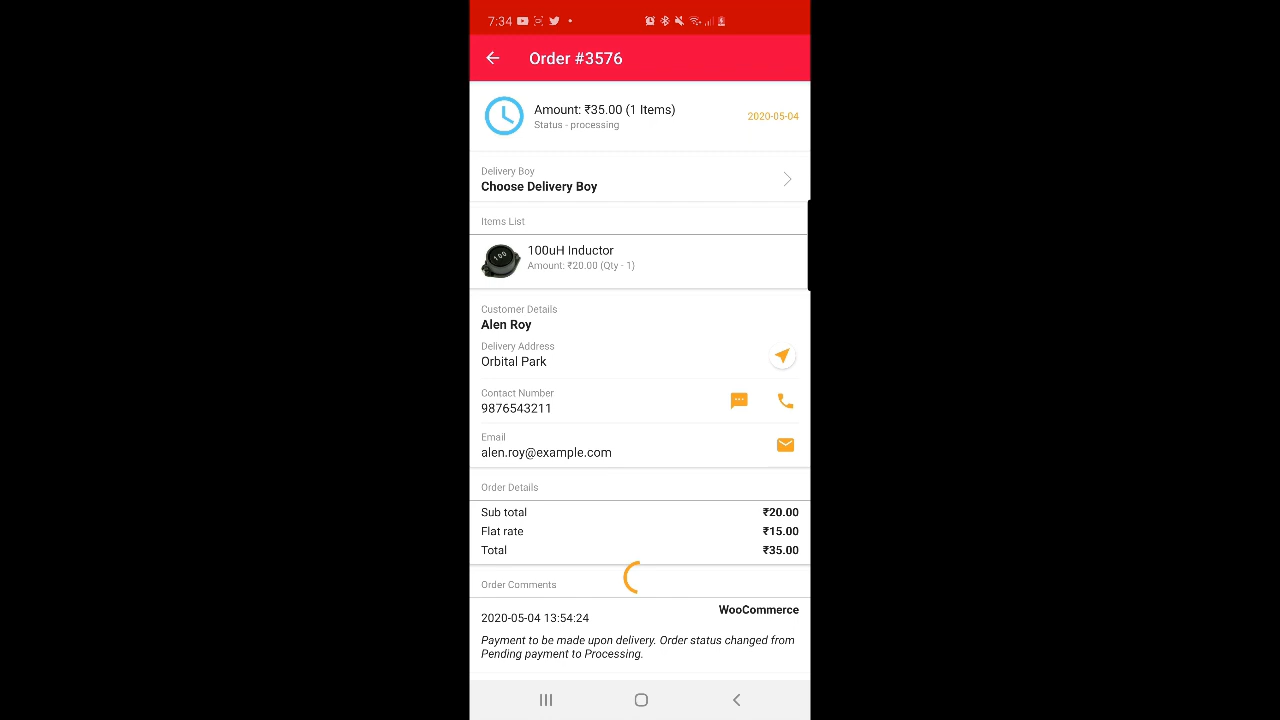 7:34
Order #3576
Amount: ₹35.00 (1 Items)
Status - processing
2020-05-04
Delivery Boy
Choose Delivery Boy
Items List
100
100uH Inductor
Amount: ₹20.00 (Qty - 1)
Customer Details
Alen Roy
Delivery Address
Orbital Park
Contact Number
9876543211
Email
alen.roy@example.com
Order Details
Sub total ₹20.00
Flat rate ₹15.00
Total ₹35.00
Order Comments
WooCommerce
2020-05-04 13:54:24
Payment to be made upon delivery. Order status changed from
Pending payment to Processing.